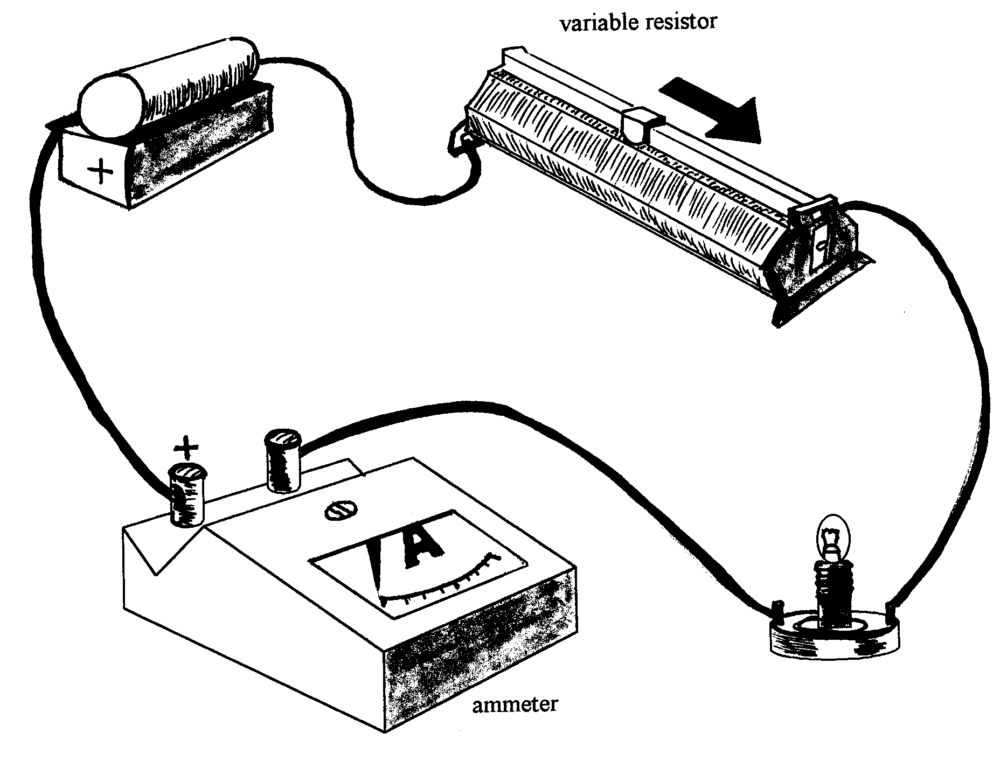 variable resistor
+
+
A
ammeter